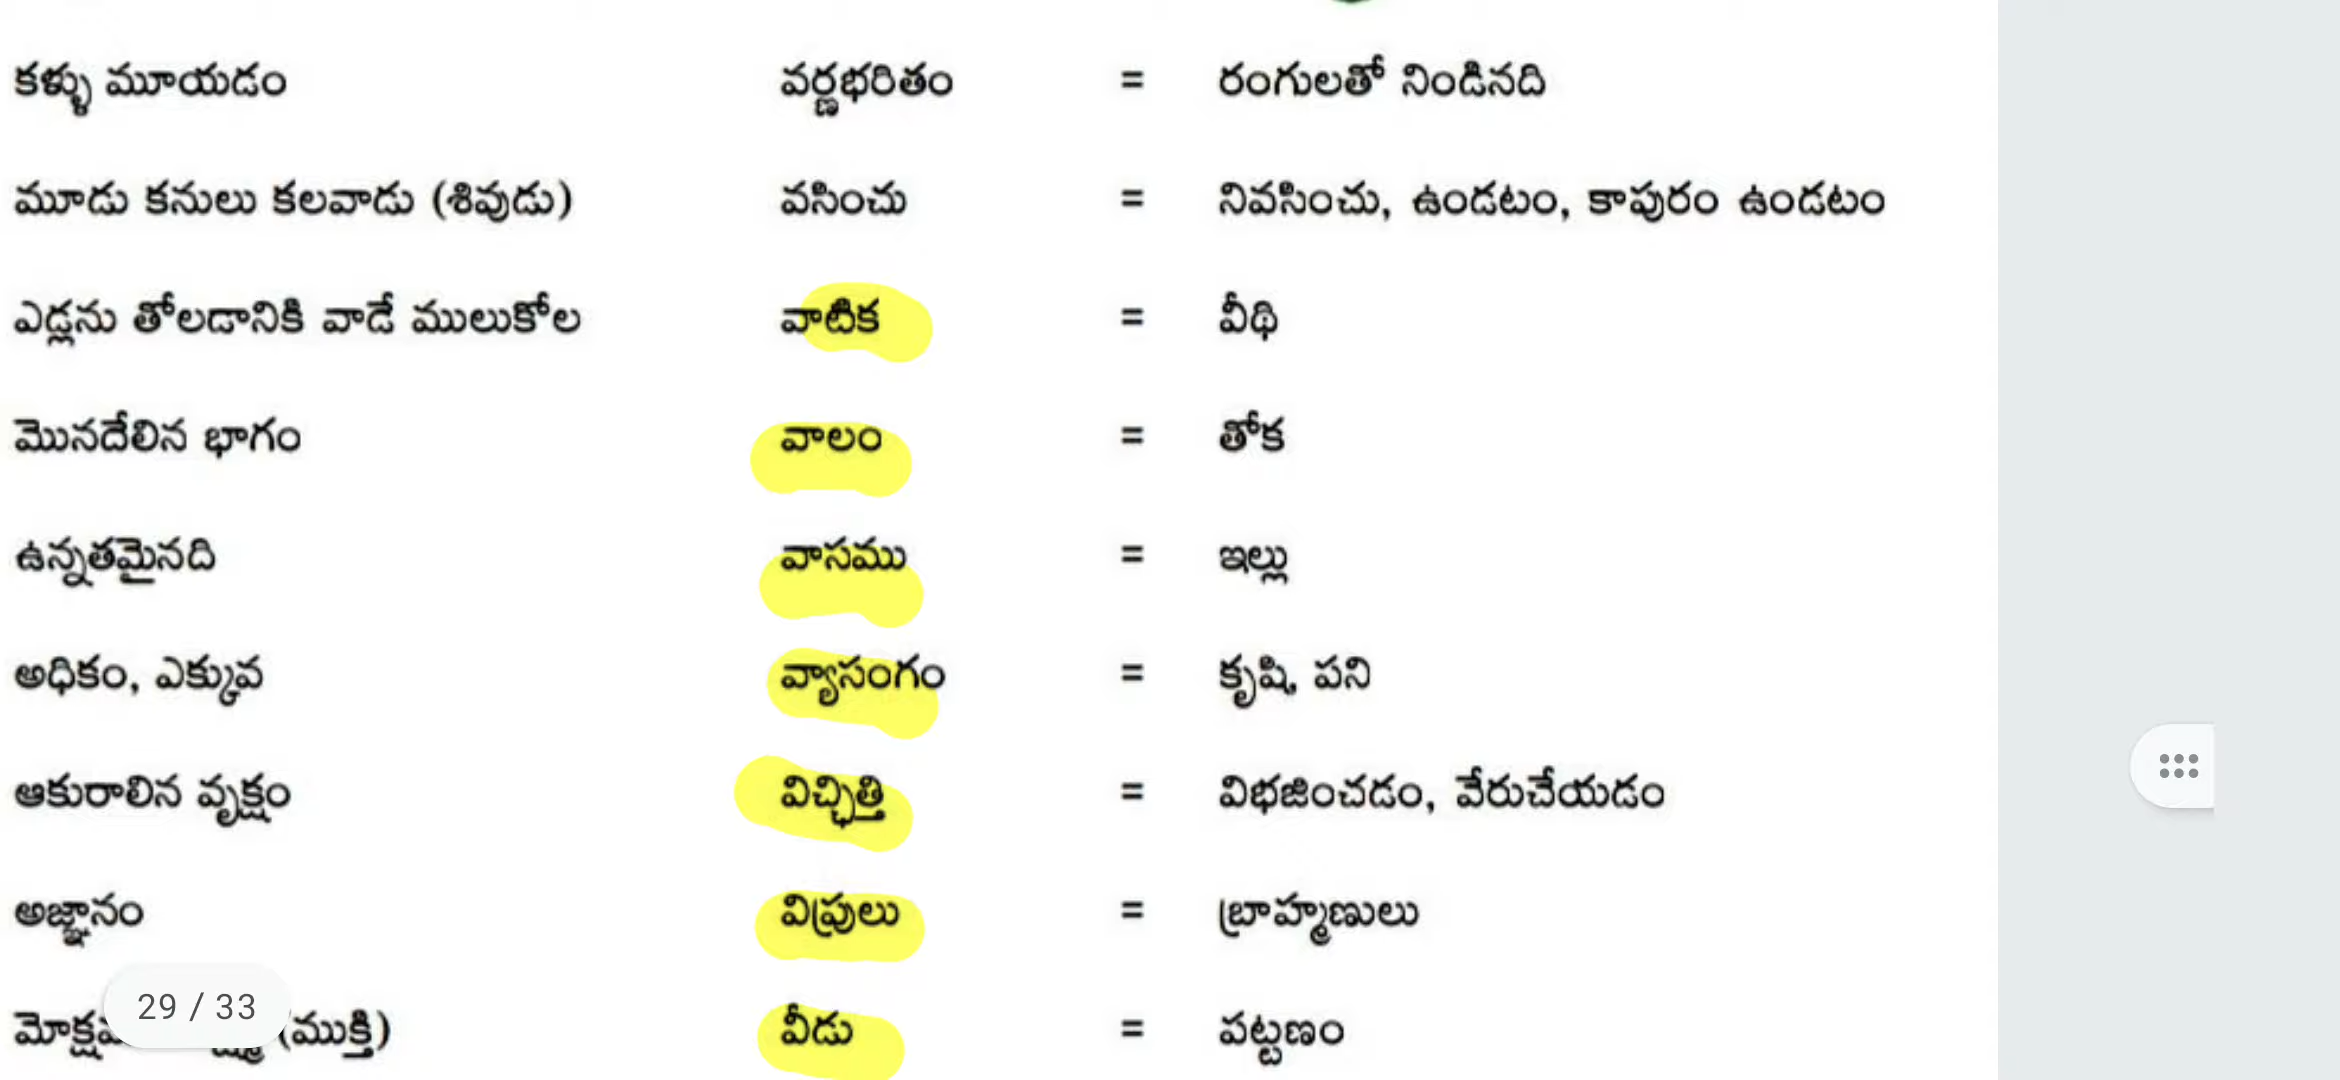 కళ్ళు మూయడం వర్ణభరితం = రంగులతో నిండినది
మూడు కనులు కలవాడు (శివుడు) వసించు = నివసించు, ఉండటం, కాపురం ఉండటం
ఎడ్లను తోలడానికి వాడే ములుకోల వాటిక = వీథి
మొనదేలిన భాగం వాలం = తోక
ఉన్నతమైనది వాసము = ఇల్లు
అధికం, ఎక్కువ వ్యాసంగం = కృషి, పని
ఆకురాలిన వృక్షం విచ్ఛిత్తి = విభజించడం, వేరుచేయడం
అజ్ఞానం విప్రులు = బ్రాహ్మణులు
(ముక్తి) వీడు = పట్టణం
29 / 33